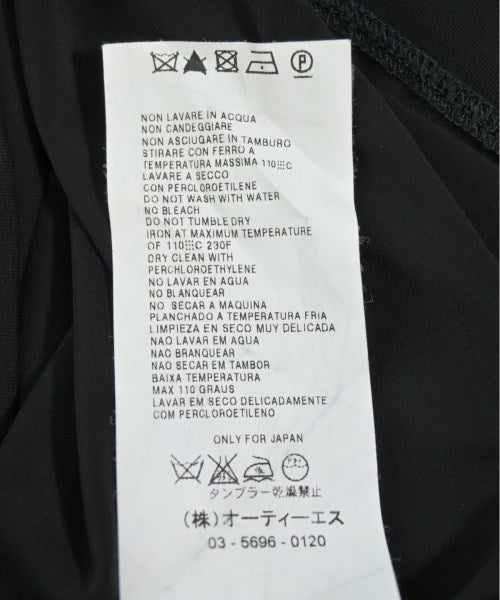 P
NON LAVARE IN ACQUA
NON CANDEGGIARE
NON ASCIUGARE IN TAMBURO
STIRARE CON FERRO A
TEMPERATURA MASSIMA 110 C
LAVARE A SECCO
CON PERCLOROETILENE
DO NOT WASH WITH WATER
NO BLEACH
DO NOT TUMBLE DRY
IRON AT MAXIMUM TEMPERATURE
OF 110 C 230F
DRY CLEAN WITH
PERCHLOROETHYLENE
NO LAVAR EN AQUA
NO BLANQUEAR
NO SECAR A MAQUINA
PLANCHADO A TEMPERATURA FRIA
LIMPIEZA EN SECO MUY DELICADA
NAO LAVAR EM AQUA
NAO BRANQUEAR
NAO SECAR EM TAMBOR
BAIXA TEMPERATURA
MAX 110 GRAUS
LAVAR EM SECO DELICADAMENTE
COM PERCLOROETILENO
ONLY FOR JAPAN
タンブラー乾燥禁止
(株)オーティーエス
03 - 5696 - 0120